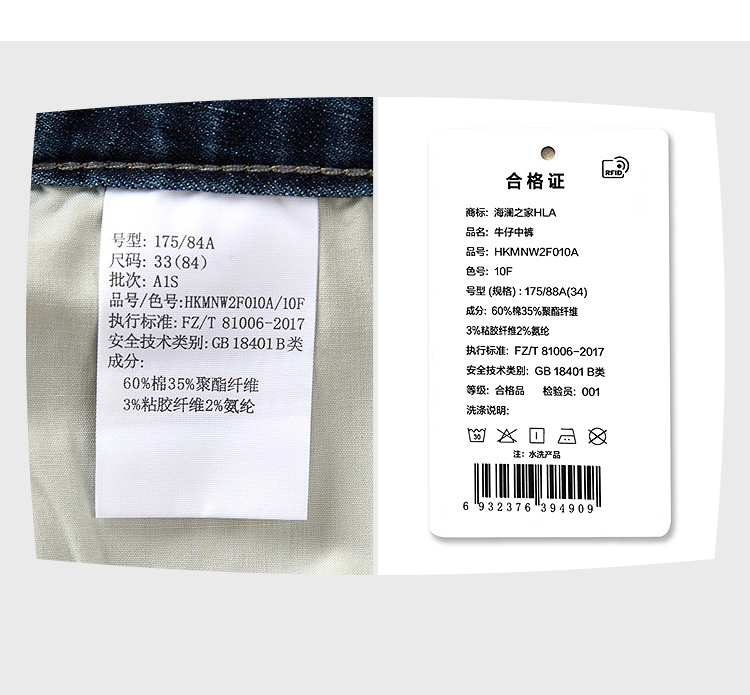 号型: 175/84A
尺码: 33(84)
批次: A1S
品号/色号:HKMNW2F010A/10F
执行标准: FZ/T 81006-2017
安全技术类别: GB 18401 B类
成分:
60%棉35%聚酯纤维
3%粘胶纤维2%氨纶
RFID
合格证
商标: 海澜之家HLA
品名: 牛仔中裤
品号: HKMNW2F010A
色号: 10F
号型 (规格) : 175/88A(34)
成分: 60%棉35%聚酯纤维
3%粘胶纤维2%氨纶
执行标准: FZ/T 81006-2017
安全技术类别: GB 18401 B类
等级: 合格品 检验员: 001
洗涤说明:
30
注: 水洗产品
6 932376 394909